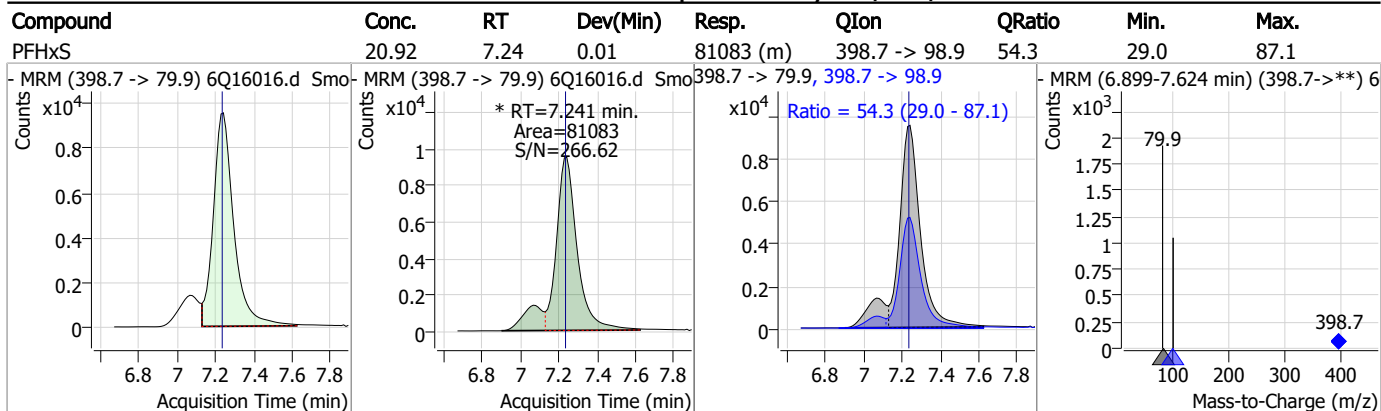 Compound Conc. RT Dev(Min) Resp. QIon QRatio Min. Max.
PFHxS 20.92 7.24 0.01 81083 (m) 398.7 -> 98.9 54.3 29.0 87.1
- MRM (398.7 -> 79.9) 6Q16016.d Smo
Counts
x10^4
0.8
0.6
0.4
0.2
0
6.8 7 7.2 7.4 7.6 7.8
Acquisition Time (min)
- MRM (398.7 -> 79.9) 6Q16016.d Smo
Counts
x10^4
* RT=7.241 min.
Area=81083
S/N=266.62
1
0.8
0.6
0.4
0.2
0
6.8 7 7.2 7.4 7.6 7.8
Acquisition Time (min)
398.7 -> 79.9, 398.7 -> 98.9
x10^4
Ratio = 54.3 (29.0 - 87.1)
0.8
0.6
0.4
0.2
0
6.8 7 7.2 7.4 7.6 7.8
Acquisition Time (min)
- MRM (6.899-7.624 min) (398.7->**) 6
Counts
x10^3
2
1.75
1.5
1.25
1
0.75
0.5
0.25
0
79.9
398.7
100 200 300 400
Mass-to-Charge (m/z)